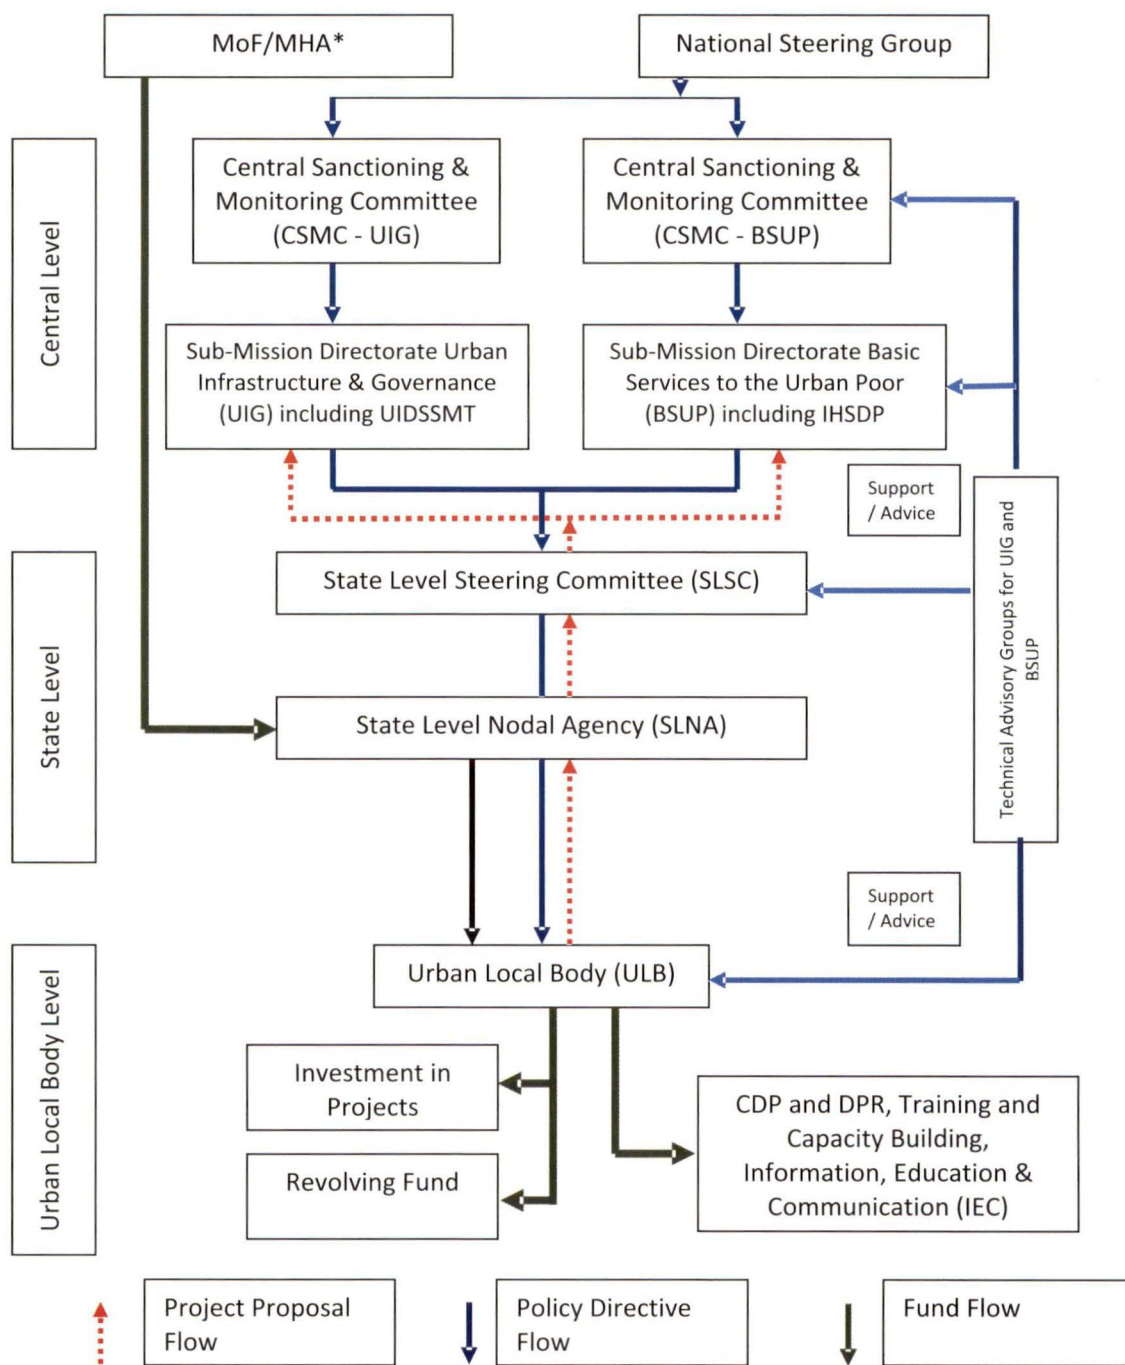 MoF/MHA*
National Steering Group
Central Level
Central Sanctioning &
Monitoring Committee
(CSMC - UIG)
Central Sanctioning &
Monitoring Committee
(CSMC - BSUP)
Sub-Mission Directorate Urban
Infrastructure & Governance
(UIG) including UIDSSMT
Sub-Mission Directorate Basic
Services to the Urban Poor
(BSUP) including IHSDP
Support
/ Advice
Technical Advisory Groups for UIG and
BSUP
State Level
State Level Steering Committee (SLSC)
State Level Nodal Agency (SLNA)
Support
/ Advice
Urban Local Body Level
Urban Local Body (ULB)
Investment in
Projects
Revolving Fund
CDP and DPR, Training and
Capacity Building,
Information, Education &
Communication (IEC)
Project Proposal
Flow
Policy Directive
Flow
Fund Flow